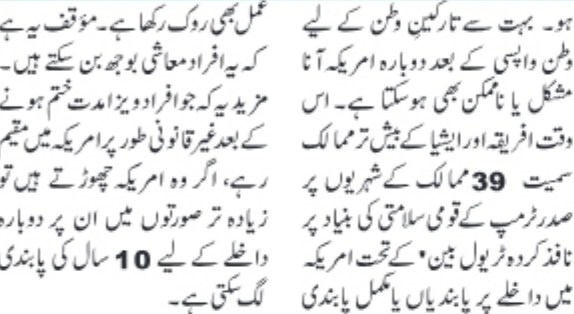 ہو۔ بہت سے تارکینِ وطن کے لیے
وطن واپسی کے بعد دوبارہ امریکہ آنا
مشکل یا ناممکن بھی ہوسکتا ہے۔ اس
وقت افریقہ اور ایشیا کے بیش تر ممالک
سمیت 39 ممالک کے شہریوں پر
صدر ٹرمپ کے قومی سلامتی کی بنیاد پر
نافذ کردہ ٹریول بین' کے تحت امریکہ
میں داخلے پر پابندیاں یا مکمل پابندی
عمل بھی روک رکھا ہے۔ مؤقف یہ ہے
کہ یہ افراد معاشی بوجھ بن سکتے ہیں۔
مزید یہ کہ جو افراد ویزا مدت ختم ہونے
کے بعد غیر قانونی طور پر امریکہ میں مقیم
رہے، اگر وہ امریکہ چھوڑتے ہیں تو
زیادہ تر صورتوں میں ان پر دوبارہ
داخلے کے لیے 10 سال کی پابندی
لگ سکتی ہے۔